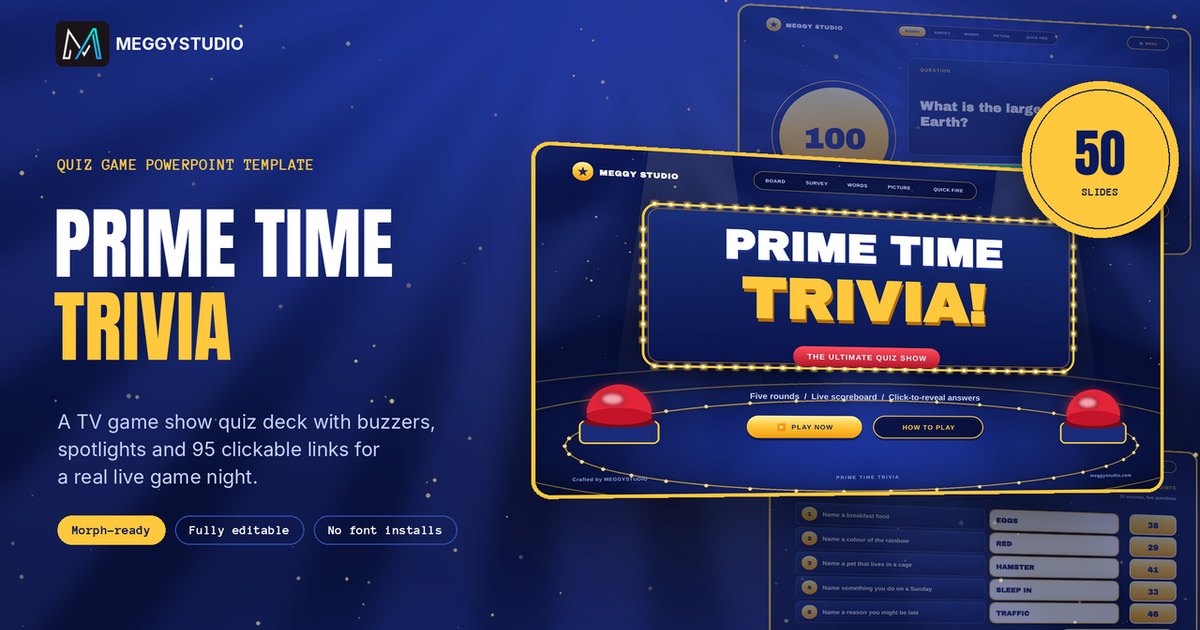 MEGGYSTUDIO
QUIZ GAME POWERPOINT TEMPLATE
PRIME TIME
TRIVIA
A TV game show quiz deck with buzzers,
spotlights and 95 clickable links for
a real live game night.
Morph-ready
Fully editable
No font installs
MEGGY STUDIO
BOARD
SURVEY
WORDS
PICTURE
QUICK FIRE
MENU
QUESTION
What is the large
Earth?
100
50
SLIDES
MEGGY STUDIO
BOARD
SURVEY
WORDS
PICTURE
QUICK FIRE
PRIME TIME
TRIVIA!
THE ULTIMATE QUIZ SHOW
Five rounds / Live scoreboard / Click-to-reveal answers
PLAY NOW
HOW TO PLAY
Crafted by MEGGYSTUDIO
PRIME TIME TRIVIA
meggystudio.com
1 Name a breakfast food EGGS 38
2 Name a colour of the rainbow RED 29
3 Name a pet that lives in a cage HAMSTER 41
4 Name something you do on a Sunday SLEEP IN 33
5 Name a reason you might be late TRAFFIC 46